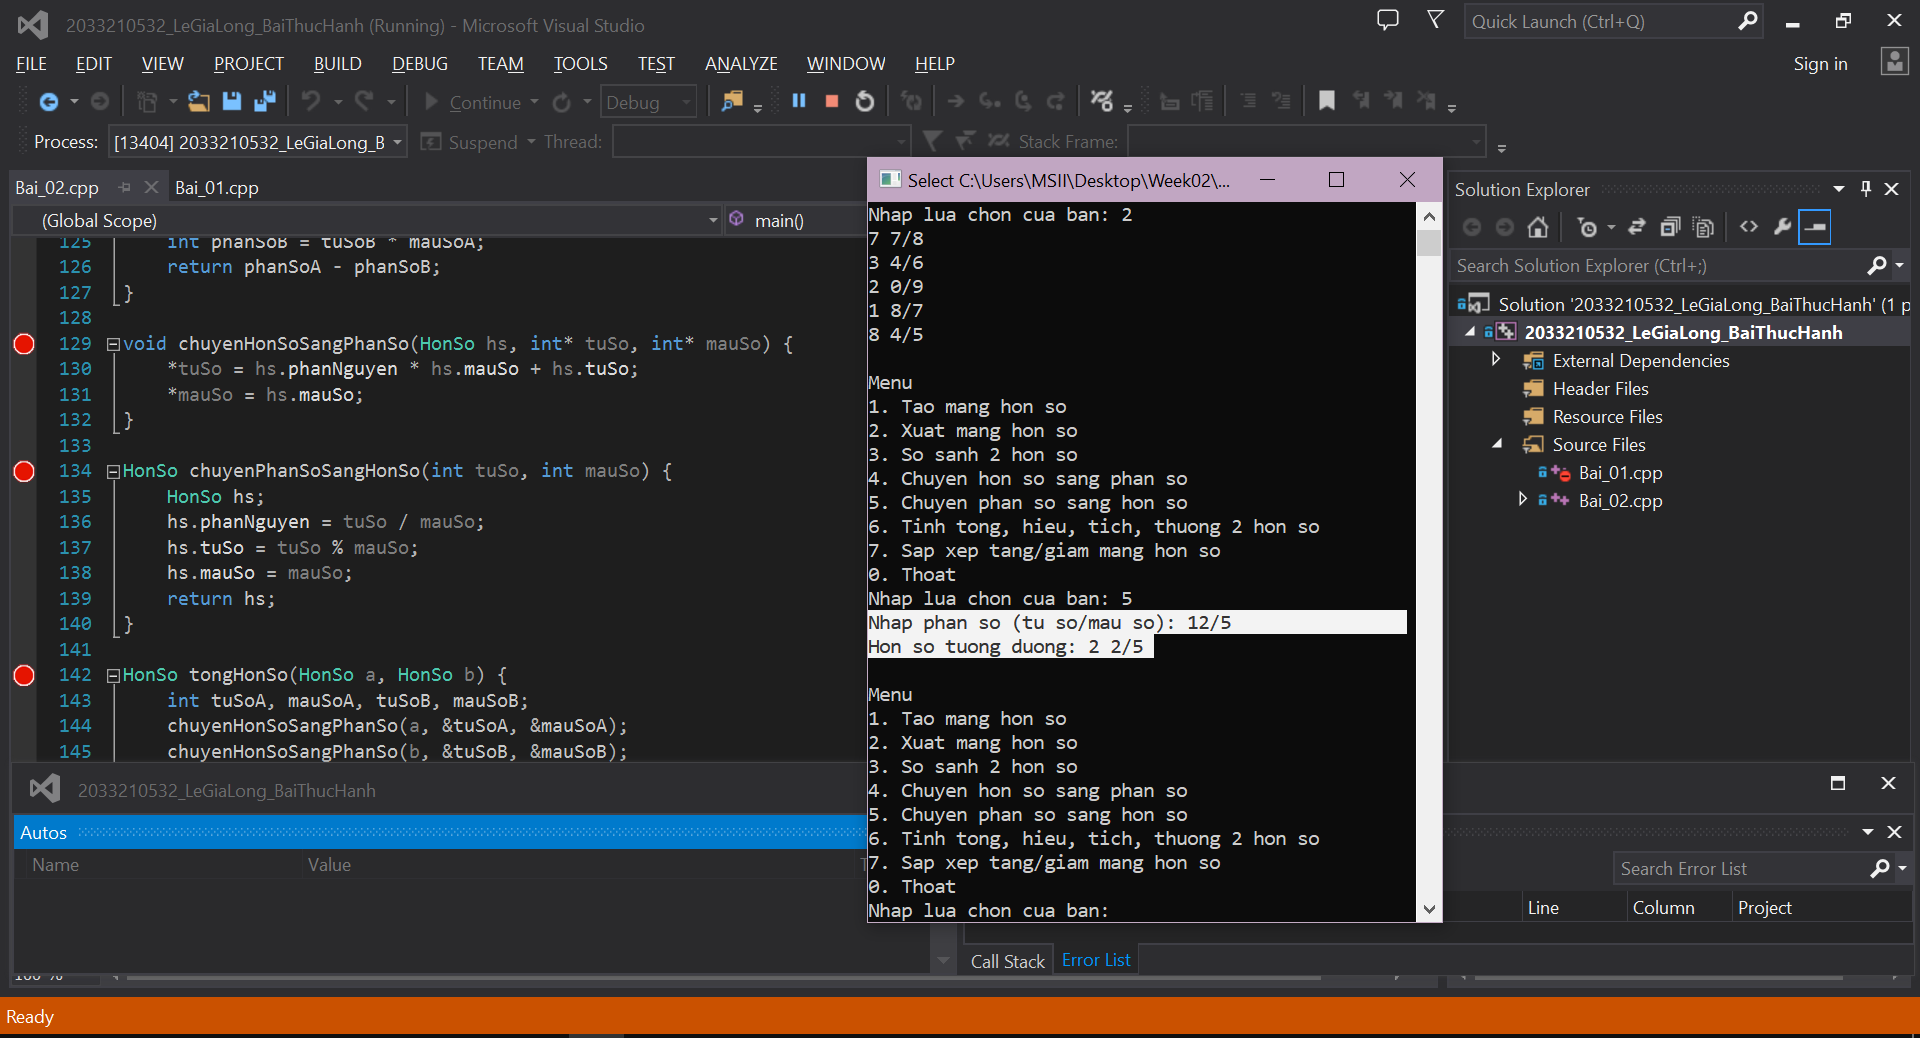 2033210532_LeGiaLong_BaiThucHanh (Running) - Microsoft Visual Studio
Quick Launch (Ctrl+Q)
FILE EDIT VIEW PROJECT BUILD DEBUG TEAM TOOLS TEST ANALYZE WINDOW HELP
Sign in
Continue
Debug
Process: [13404] 2033210532_LeGiaLong_B
Suspend
Thread:
Stack Frame:
Bai_02.cpp
Bai_01.cpp
(Global Scope)
main()
125 int phanSoB = tuSoB * mauSoA;
126 return phanSoA - phanSoB;
127 }
128
129 void chuyenHonSoSangPhanSo(HonSo hs, int* tuSo, int* mauSo) {
130 *tuSo = hs.phanNguyen * hs.mauSo + hs.tuSo;
131 *mauSo = hs.mauSo;
132 }
133
134 HonSo chuyenPhanSoSangHonSo(int tuSo, int mauSo) {
135 HonSo hs;
136 hs.phanNguyen = tuSo / mauSo;
137 hs.tuSo = tuSo % mauSo;
138 hs.mauSo = mauSo;
139 return hs;
140 }
141
142 HonSo tongHonSo(HonSo a, HonSo b) {
143 int tuSoA, mauSoA, tuSoB, mauSoB;
144 chuyenHonSoSangPhanSo(a, &tuSoA, &mauSoA);
145 chuyenHonSoSangPhanSo(b, &tuSoB, &mauSoB);
Select C:\Users\MSII\Desktop\Week02\...
Nhap lua chon cua ban: 2
7 7/8
3 4/6
2 0/9
1 8/7
8 4/5
Menu
1. Tao mang hon so
2. Xuat mang hon so
3. So sanh 2 hon so
4. Chuyen hon so sang phan so
5. Chuyen phan so sang hon so
6. Tinh tong, hieu, tich, thuong 2 hon so
7. Sap xep tang/giam mang hon so
0. Thoat
Nhap lua chon cua ban: 5
Nhap phan so (tu so/mau so): 12/5
Hon so tuong duong: 2 2/5
Menu
1. Tao mang hon so
2. Xuat mang hon so
3. So sanh 2 hon so
4. Chuyen hon so sang phan so
5. Chuyen phan so sang hon so
6. Tinh tong, hieu, tich, thuong 2 hon so
7. Sap xep tang/giam mang hon so
0. Thoat
Nhap lua chon cua ban:
Solution Explorer
Search Solution Explorer (Ctrl+;)
Solution '2033210532_LeGiaLong_BaiThucHanh' (1 p
2033210532_LeGiaLong_BaiThucHanh
External Dependencies
Header Files
Resource Files
Source Files
Bai_01.cpp
Bai_02.cpp
2033210532_LeGiaLong_BaiThucHanh
Autos
Name Value T
Search Error List
Line Column Project
Call Stack
Error List
Ready